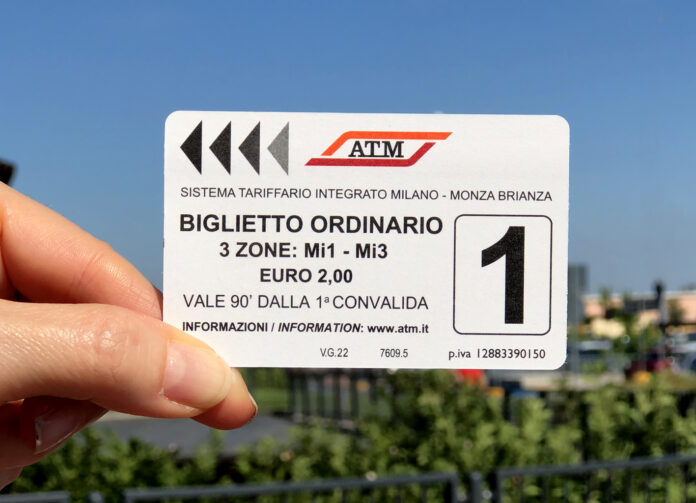 ATM
SISTEMA TARIFFARIO INTEGRATO MILANO - MONZA BRIANZA
BIGLIETTO ORDINARIO
3 ZONE: Mi1 - Mi3
EURO 2,00
VALE 90' DALLA 1ª CONVALIDA
1
INFORMAZIONI / INFORMATION: www.atm.it
V.G.22 7609.5 p.iva 12883390150